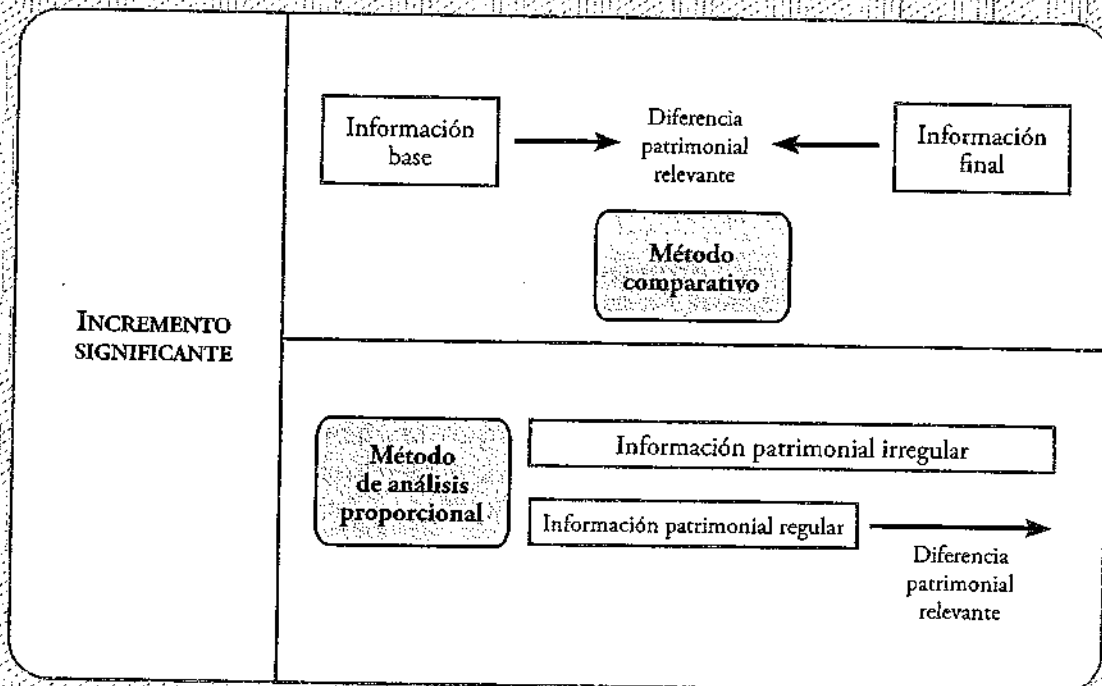 INCREMENTO
SIGNIFICANTE
Información
base
Diferencia
patrimonial
relevante
Información
final
Método
comparativo
Método
de análisis
proporcional
Información patrimonial irregular
Información patrimonial regular
Diferencia
patrimonial
relevante